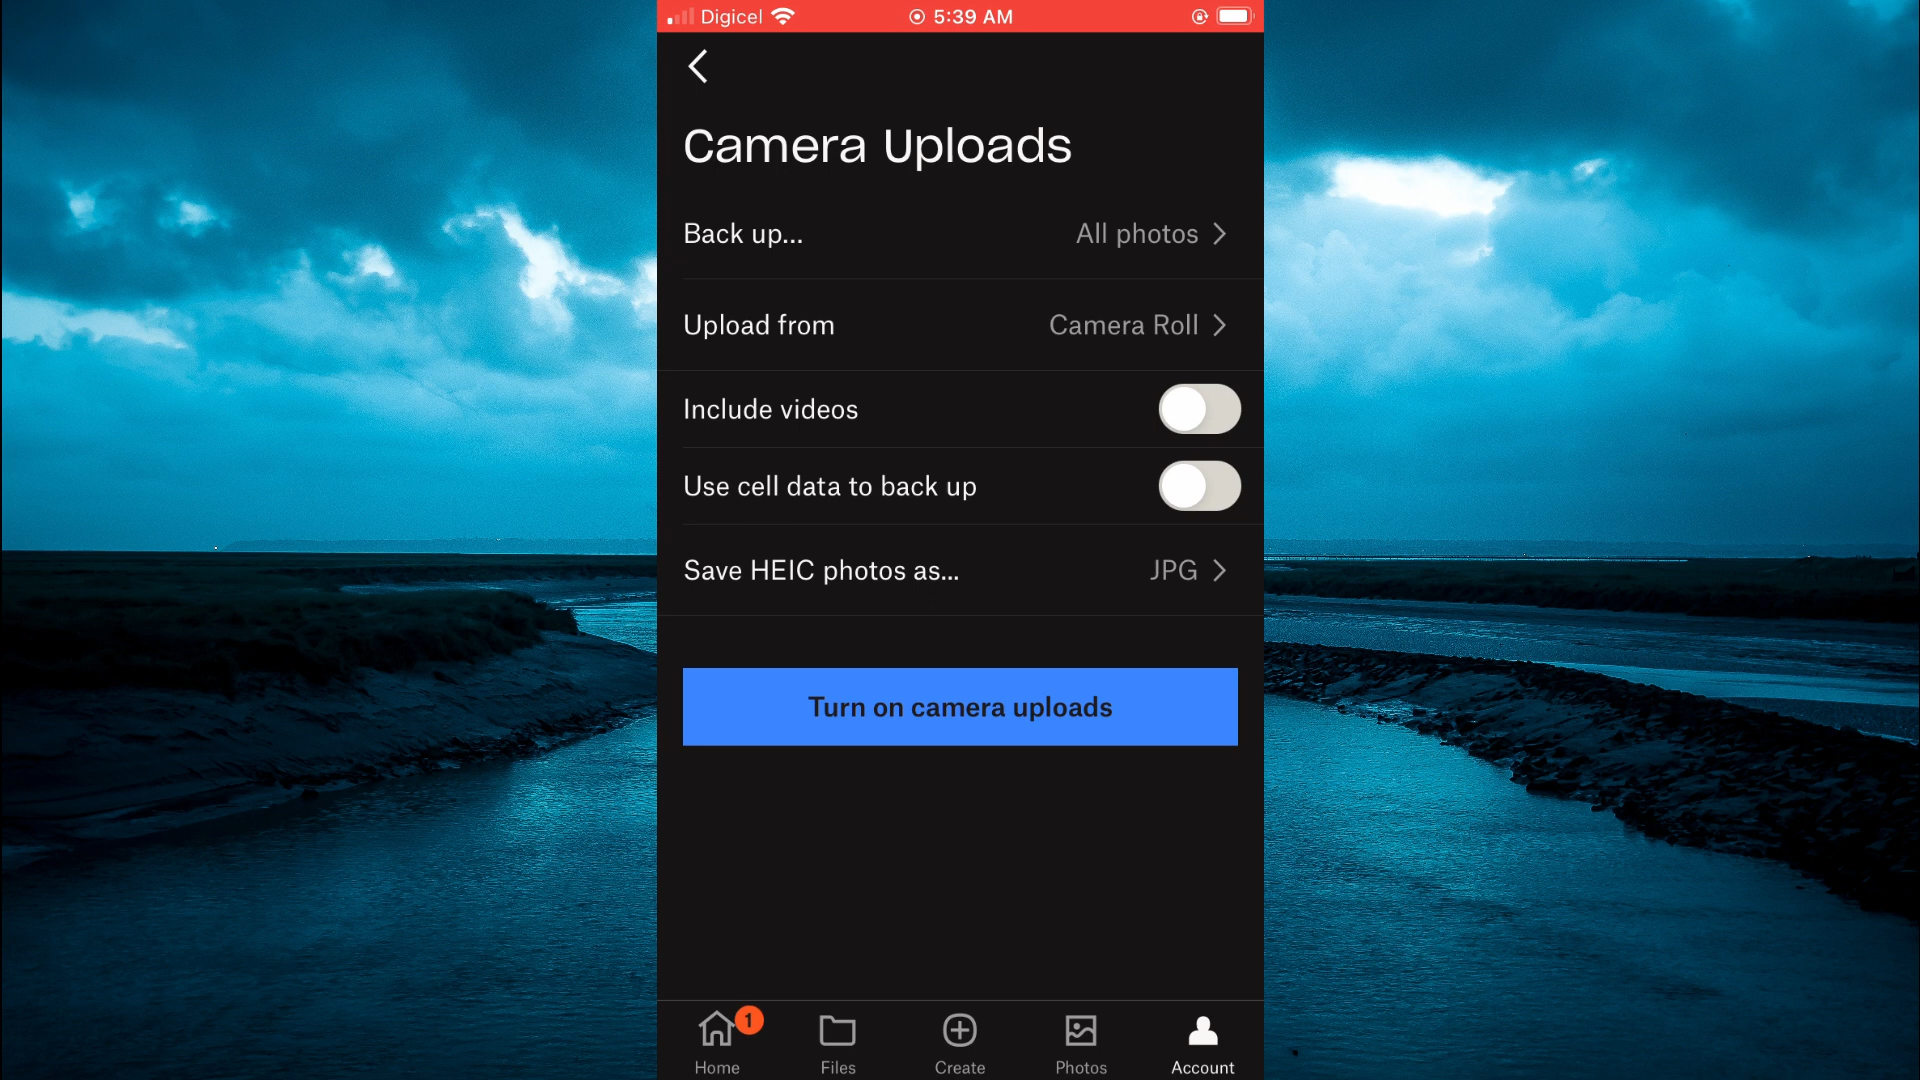 Digicel 5:39 AM
Camera Uploads
Back up... All photos
Upload from Camera Roll
Include videos
Use cell data to back up
Save HEIC photos as... JPG
Turn on camera uploads
1
Home Files Create Photos Account